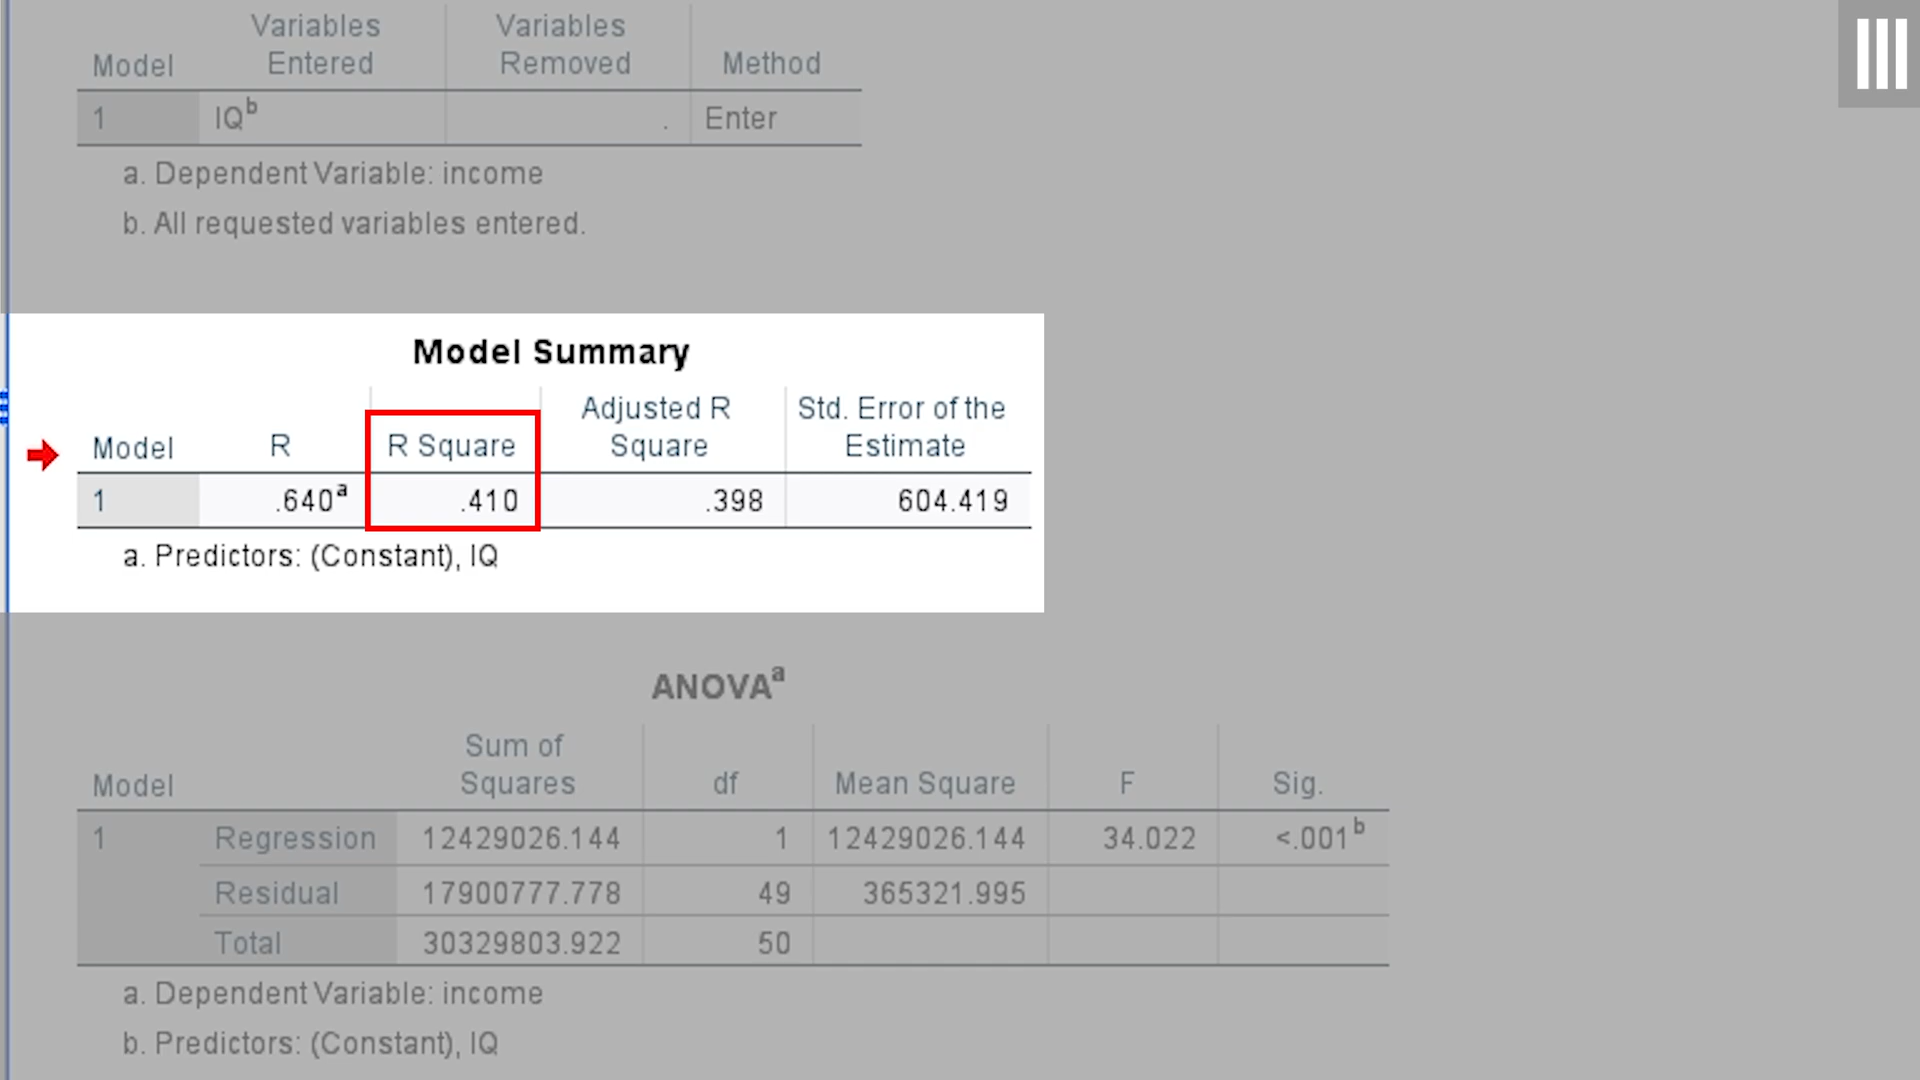 Model Variables Entered Variables Removed Method
1 IQb . Enter
a. Dependent Variable: income
b. All requested variables entered.
Model Summary
Model R R Square Adjusted R Square Std. Error of the Estimate
1 .640a .410 .398 604.419
a. Predictors: (Constant), IQ
ANOVAa
Model Sum of Squares df Mean Square F Sig.
1 Regression 12429026.144 1 12429026.144 34.022 <.001b
Residual 17900777.778 49 365321.995
Total 30329803.922 50
a. Dependent Variable: income
b. Predictors: (Constant), IQ